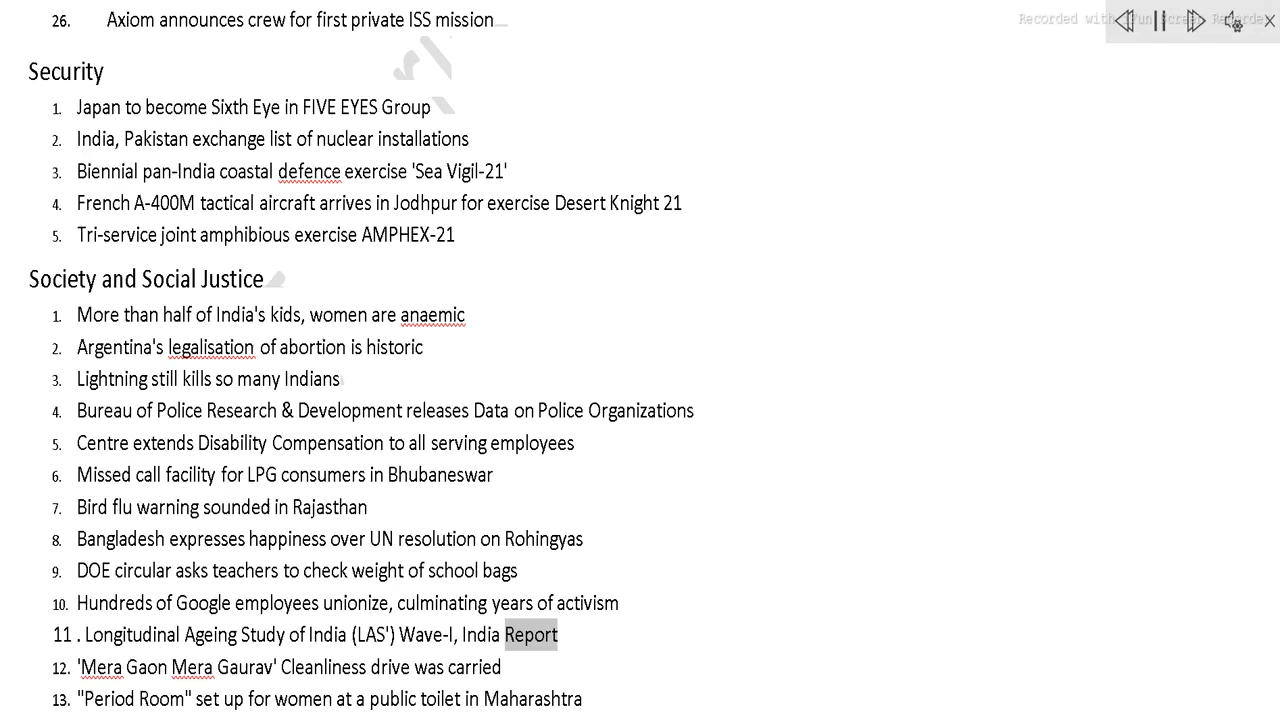 26. Axiom announces crew for first private ISS mission
Recorded with
Security
1. Japan to become Sixth Eye in FIVE EYES Group
2. India, Pakistan exchange list of nuclear installations
3. Biennial pan-India coastal defence exercise 'Sea Vigil-21'
4. French A-400M tactical aircraft arrives in Jodhpur for exercise Desert Knight 21
5. Tri-service joint amphibious exercise AMPHEX-21
Society and Social Justice
1. More than half of India's kids, women are anaemic
2. Argentina's legalisation of abortion is historic
3. Lightning still kills so many Indians
4. Bureau of Police Research & Development releases Data on Police Organizations
5. Centre extends Disability Compensation to all serving employees
6. Missed call facility for LPG consumers in Bhubaneswar
7. Bird flu warning sounded in Rajasthan
8. Bangladesh expresses happiness over UN resolution on Rohingyas
9. DOE circular asks teachers to check weight of school bags
10. Hundreds of Google employees unionize, culminating years of activism
11 . Longitudinal Ageing Study of India (LAS') Wave-I, India Report
12. 'Mera Gaon Mera Gaurav' Cleanliness drive was carried
13. "Period Room" set up for women at a public toilet in Maharashtra